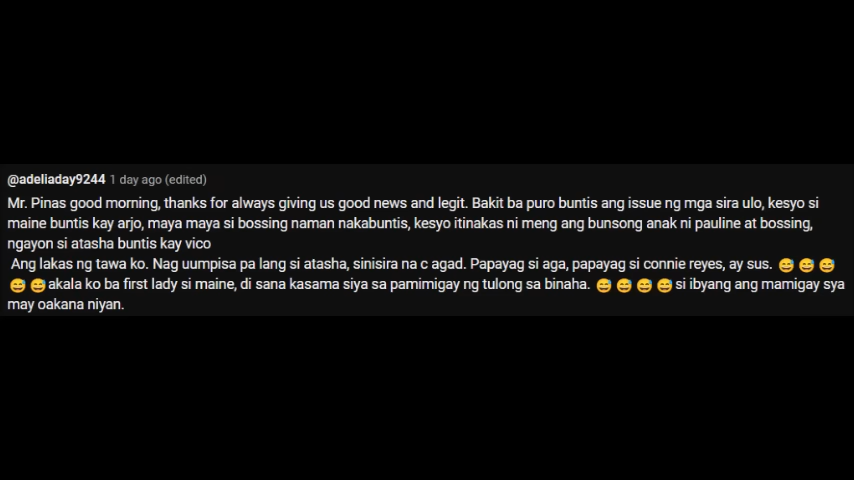 @adeliaday9244 1 day ago (edited)
Mr. Pinas good morning, thanks for always giving us good news and legit. Bakit ba puro buntis ang issue ng mga sira ulo, kesyo si
maine buntis kay arjo, maya maya si bossing naman nakabuntis, kesyo itinakas ni meng ang bunsong anak ni pauline at bossing,
ngayon si atasha buntis kay vico
Ang lakas ng tawa ko. Nag uumpisa pa lang si atasha, sinisira na c agad. Papayag si aga, papayag si connie reyes, ay sus. 😅 😅 😅
😅 😅 akala ko ba first lady si maine, di sana kasama siya sa pamimigay ng tulong sa binaha. 😅 😅 😅 😅 si ibyang ang mamigay sya
may oakana niyan.